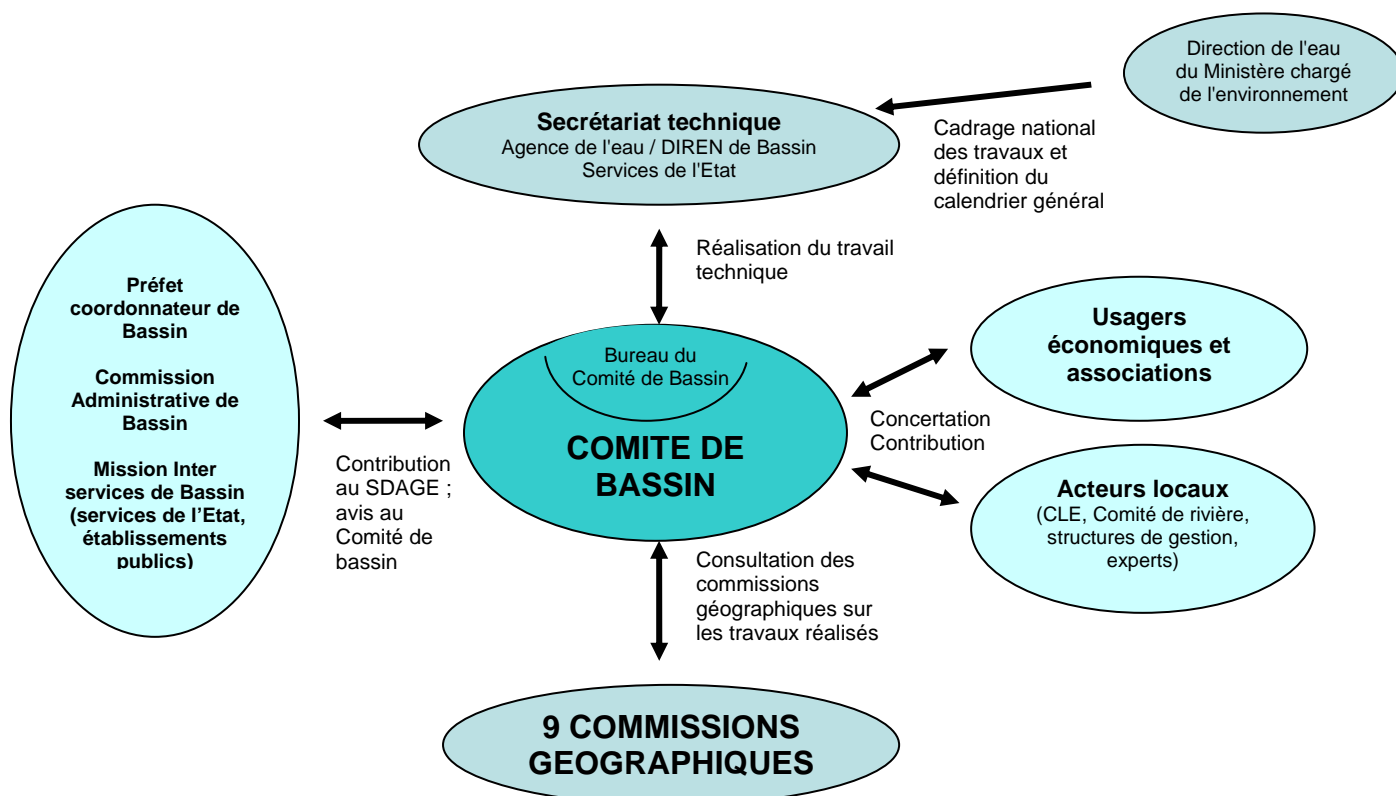 Direction de l'eau
du Ministère chargé
de l'environnement
Secrétariat technique
Agence de l'eau / DIREN de Bassin
Services de l'Etat
Cadrage national
des travaux et
définition du
calendrier général
Réalisation du travail
technique
Préfet
coordonnateur de
Bassin
Commission
Administrative de
Bassin
Mission Inter
services de Bassin
(services de l'Etat,
établissements
publics)
Contribution
au SDAGE ;
avis au
Comité de
bassin
Bureau du
Comité de Bassin
COMITE DE
BASSIN
Usagers
économiques et
associations
Concertation
Contribution
Acteurs locaux
(CLE, Comité de rivière,
structures de gestion,
experts)
Consultation des
commissions
géographiques sur
les travaux réalisés
9 COMMISSIONS
GEOGRAPHIQUES